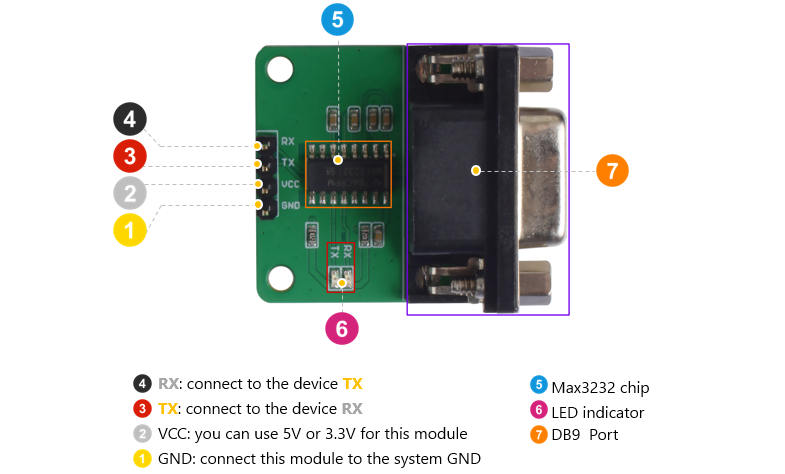 5
4
RX
3
TX
7
2
VCC
GND
1
TX RX
6
4 RX: connect to the device TX
3 TX: connect to the device RX
2 VCC: you can use 5V or 3.3V for this module
1 GND: connect this module to the system GND
5 Max3232 chip
6 LED indicator
7 DB9 Port